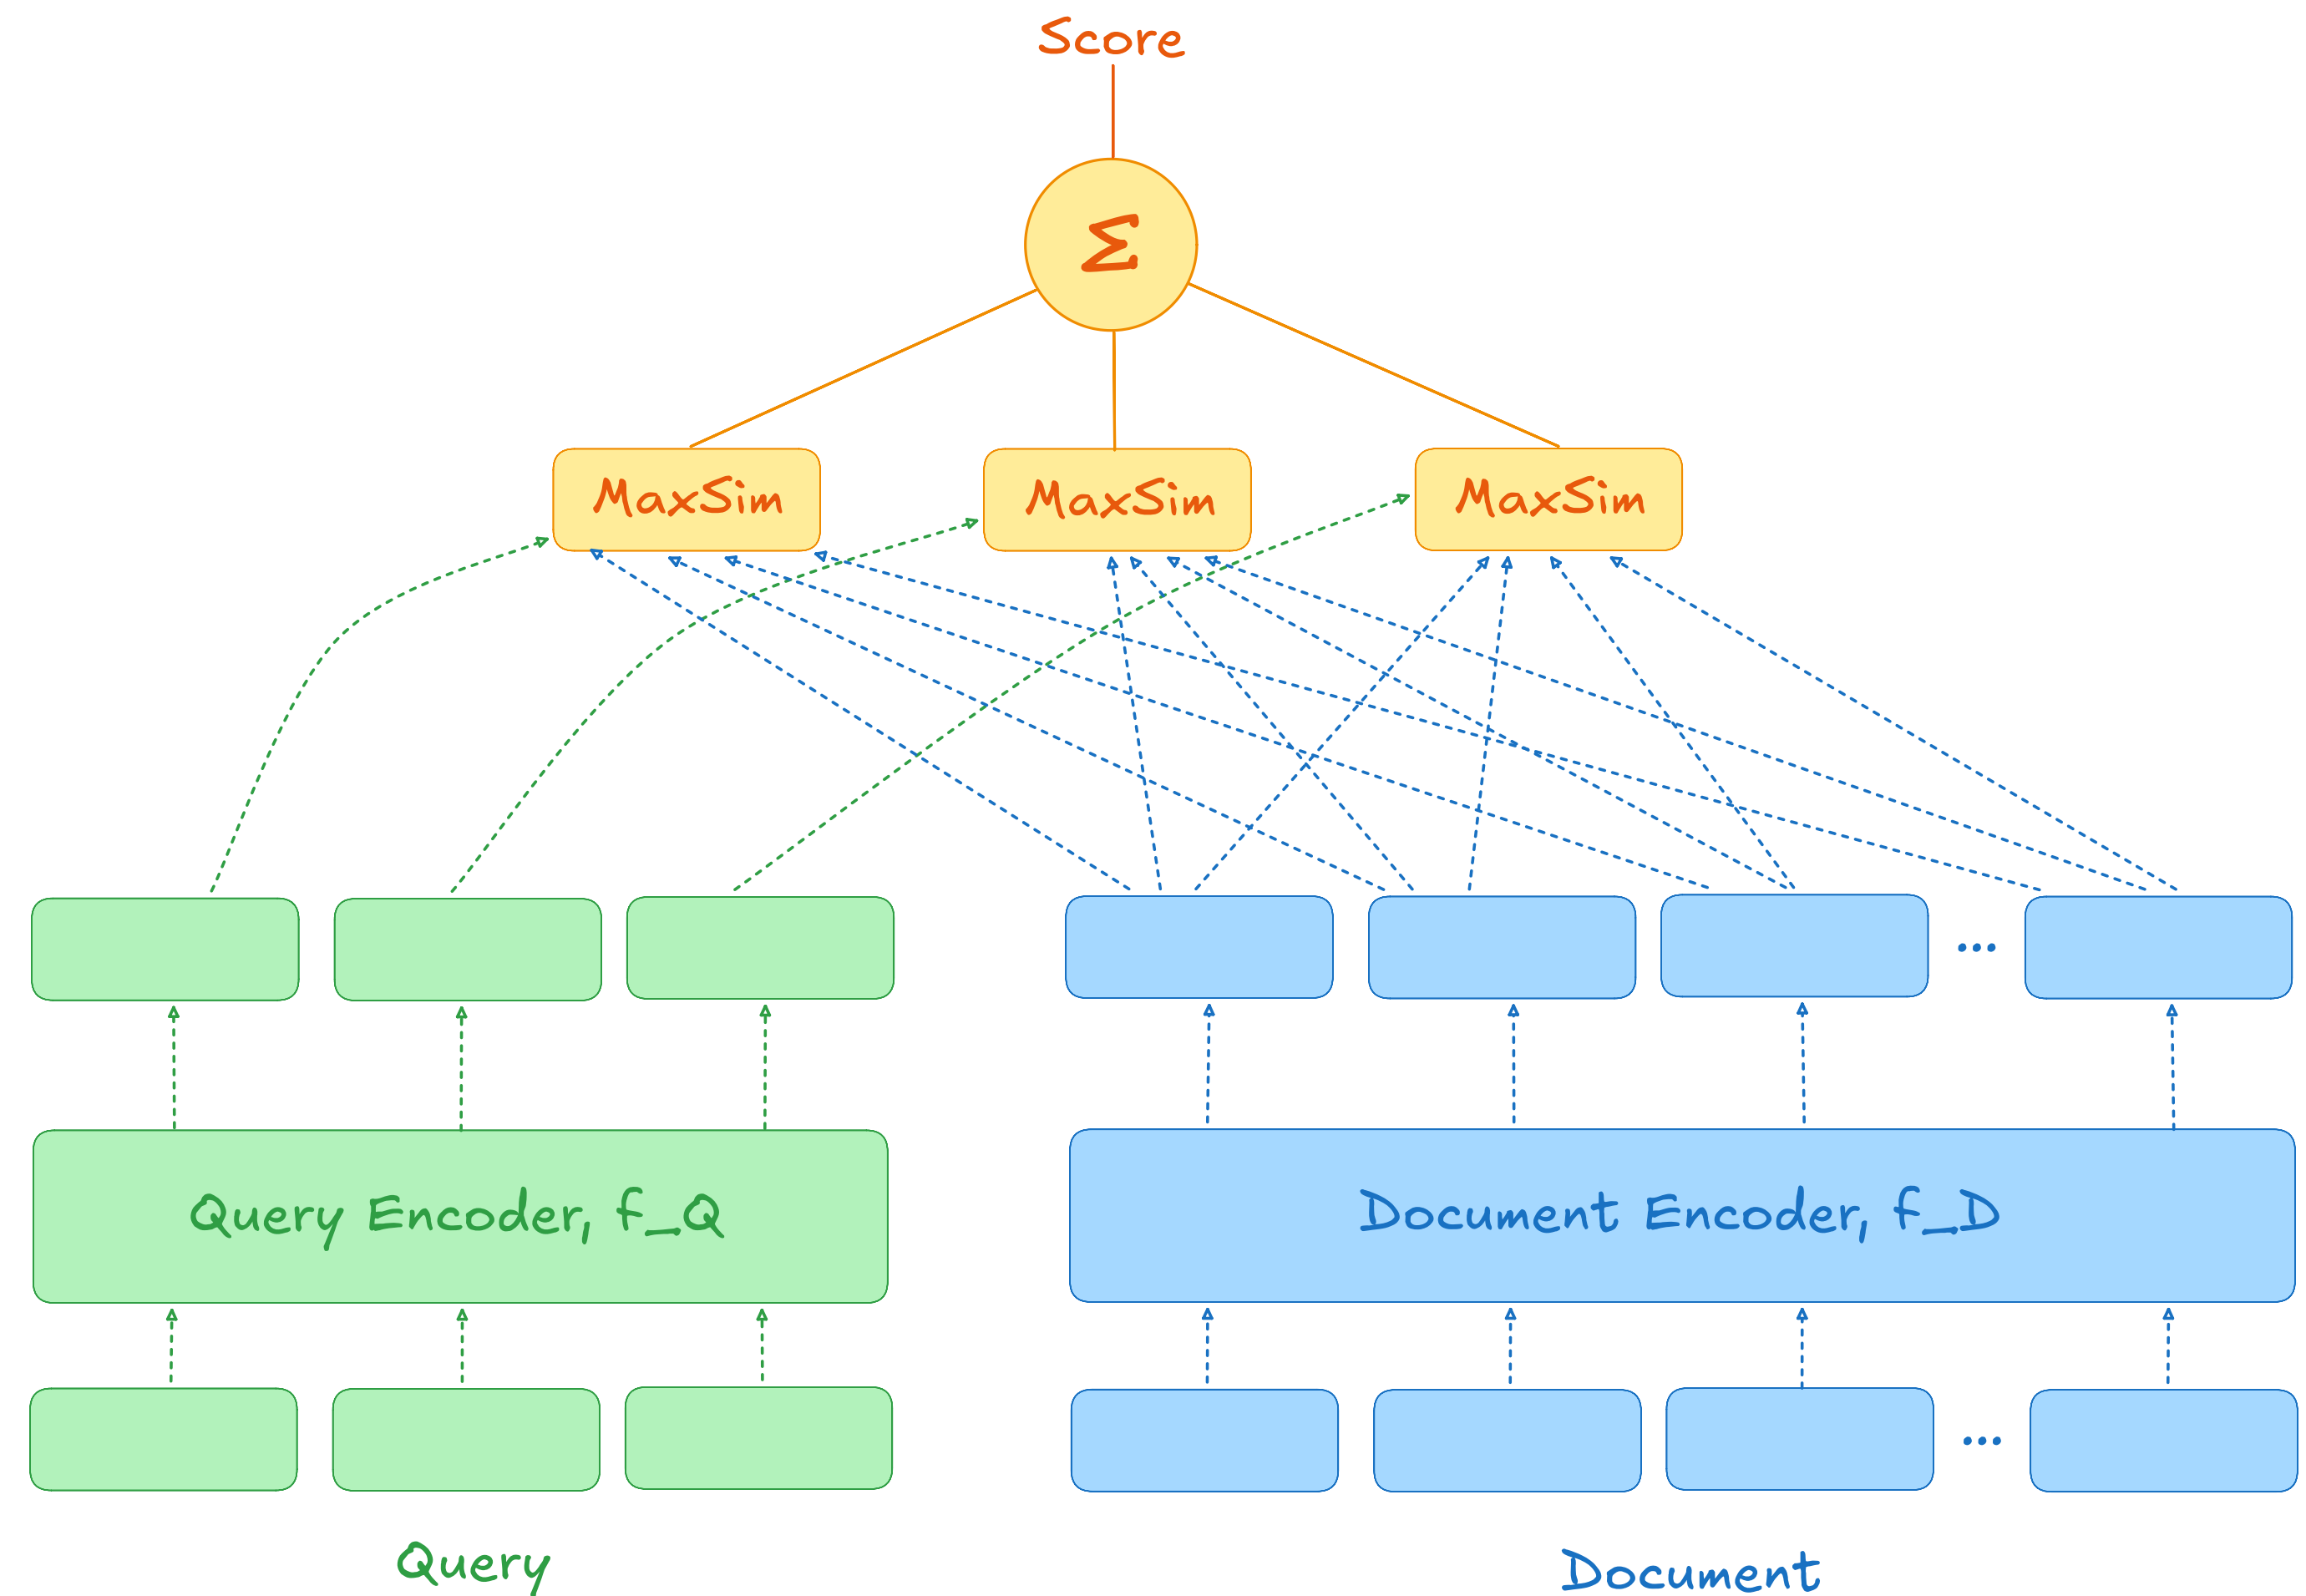 Score
Σ
MaxSim
MaxSim
MaxSim
...
Query Encoder, f_Q
Document Encoder, f_D
...
Query
Document